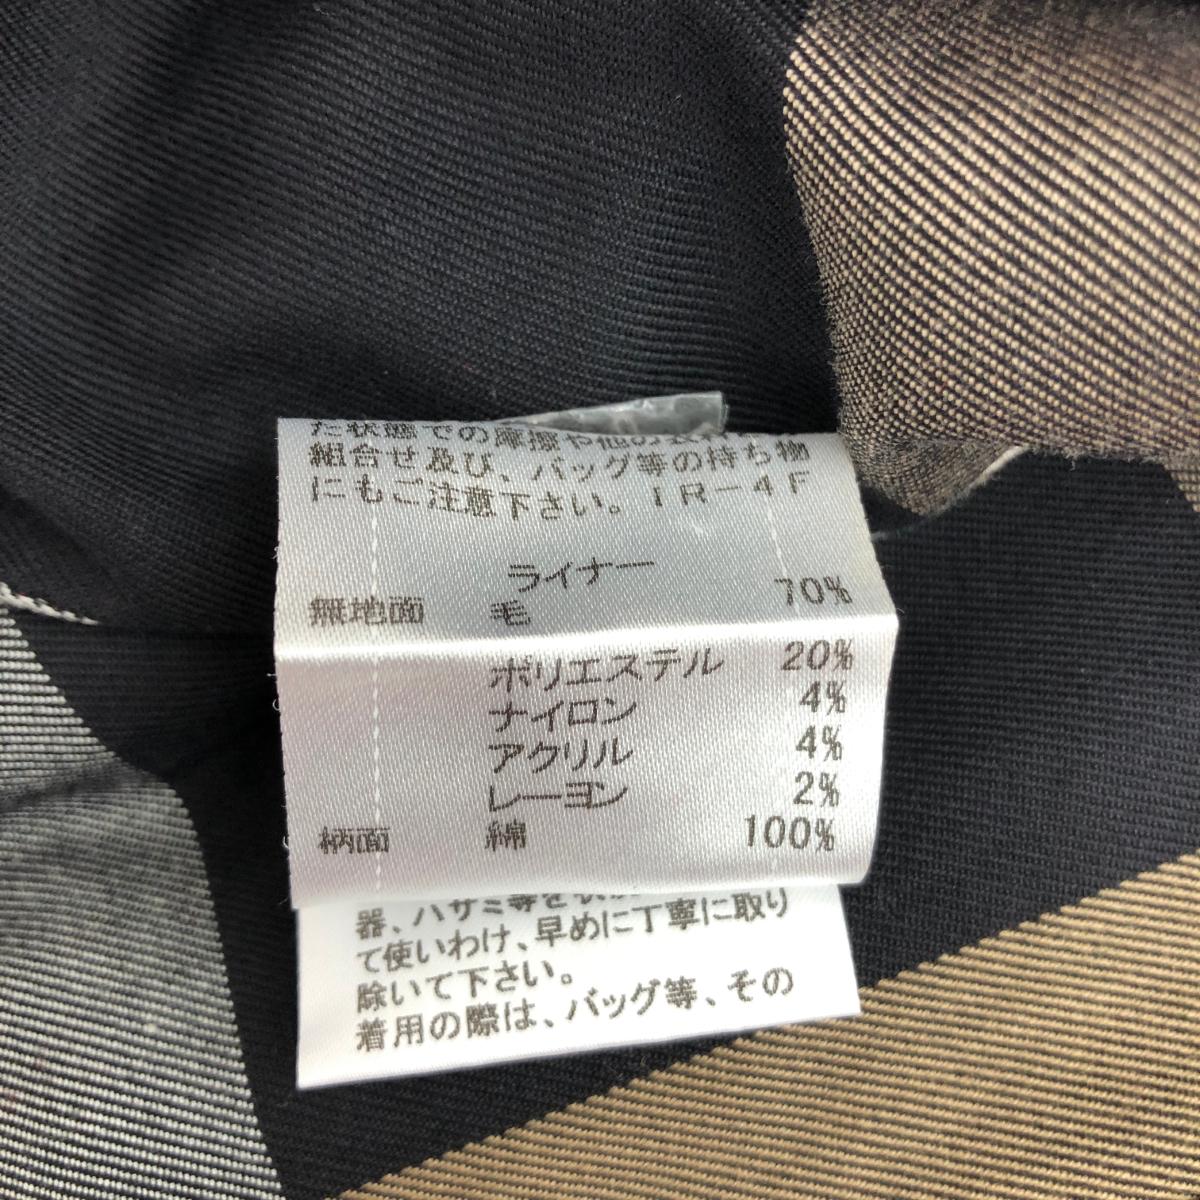 た状態での摩擦や他の衣料
組合せ及び、バッグ等の持ち物
にもご注意下さい。IR-4F
ライナー
無地面 毛 70%
ポリエステル 20%
ナイロン 4%
アクリル 4%
レーヨン 2%
柄面 綿 100%
器、ハサミ等を
て使いわけ、早めに丁寧に取り
除いて下さい。
着用の際は、バッグ等、その